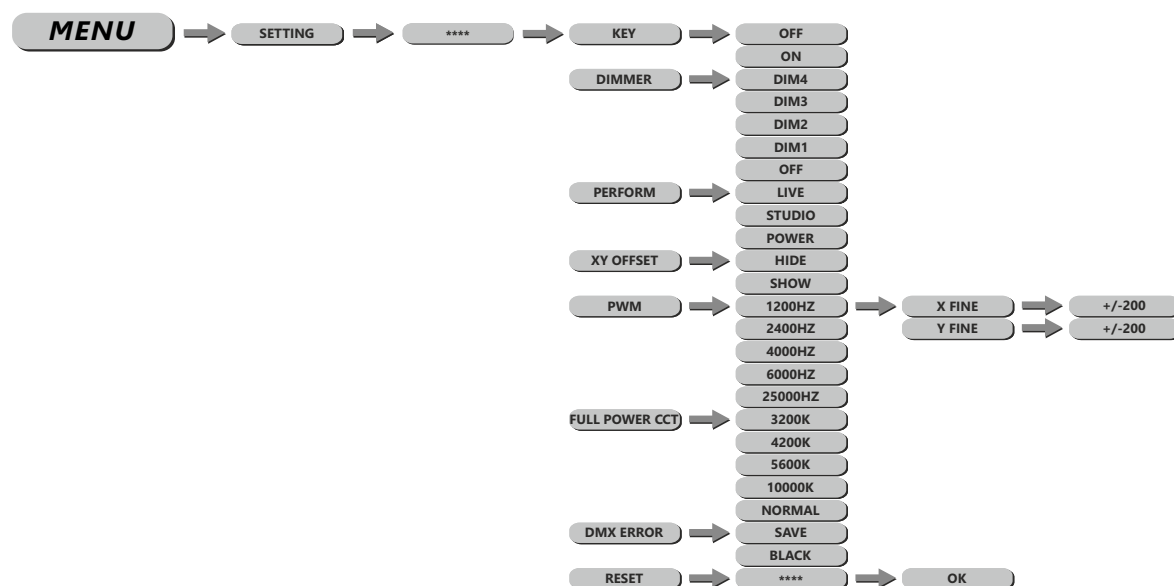 MENU SETTING **** KEY OFF
ON
DIMMER DIM4
DIM3
DIM2
DIM1
OFF
PERFORM LIVE
STUDIO
POWER
XY OFFSET HIDE
SHOW
PWM 1200HZ X FINE +/-200
2400HZ Y FINE +/-200
4000HZ
6000HZ
25000HZ
FULL POWER CCT 3200K
4200K
5600K
10000K
NORMAL
DMX ERROR SAVE
BLACK
RESET **** OK